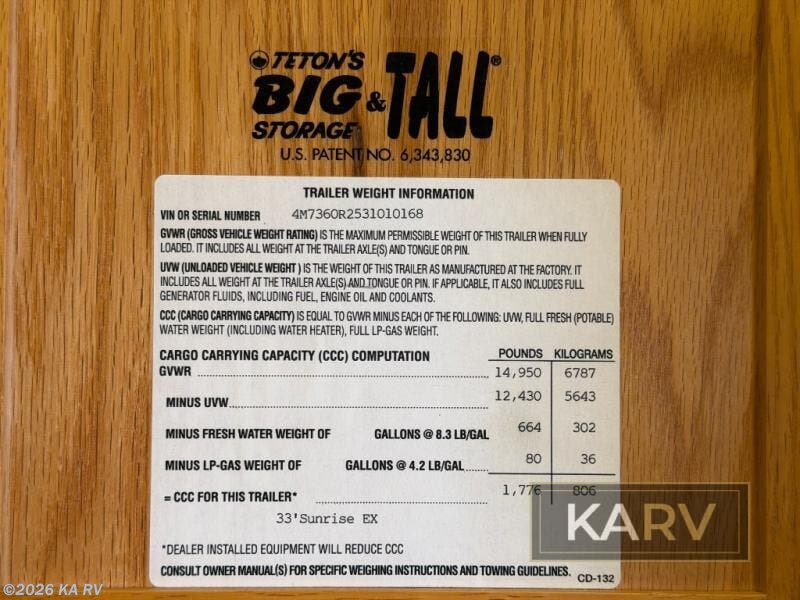 TETON'S
BIG & TALL®
STORAGE
U.S. PATENT NO. 6,343,830
TRAILER WEIGHT INFORMATION
VIN OR SERIAL NUMBER 4M7360R2531010168
GVWR (GROSS VEHICLE WEIGHT RATING) IS THE MAXIMUM PERMISSIBLE WEIGHT OF THIS TRAILER WHEN FULLY
LOADED. IT INCLUDES ALL WEIGHT AT THE TRAILER AXLE(S) AND TONGUE OR PIN.
UVW (UNLOADED VEHICLE WEIGHT ) IS THE WEIGHT OF THIS TRAILER AS MANUFACTURED AT THE FACTORY. IT
INCLUDES ALL WEIGHT AT THE TRAILER AXLE(S) AND TONGUE OR PIN. IF APPLICABLE, IT ALSO INCLUDES FULL
GENERATOR FLUIDS, INCLUDING FUEL, ENGINE OIL AND COOLANTS.
CCC (CARGO CARRYING CAPACITY) IS EQUAL TO GVWR MINUS EACH OF THE FOLLOWING: UVW, FULL FRESH (POTABLE)
WATER WEIGHT (INCLUDING WATER HEATER), FULL LP-GAS WEIGHT.
CARGO CARRYING CAPACITY (CCC) COMPUTATION POUNDS KILOGRAMS
GVWR 14,950 6787
MINUS UVW 12,430 5643
MINUS FRESH WATER WEIGHT OF GALLONS @ 8.3 LB/GAL 664 302
MINUS LP-GAS WEIGHT OF GALLONS @ 4.2 LB/GAL 80 36
= CCC FOR THIS TRAILER* 1,776 806
33'Sunrise EX
KARV
*DEALER INSTALLED EQUIPMENT WILL REDUCE CCC
CONSULT OWNER MANUAL(S) FOR SPECIFIC WEIGHING INSTRUCTIONS AND TOWING GUIDELINES. CD-132
©2026 KA RV